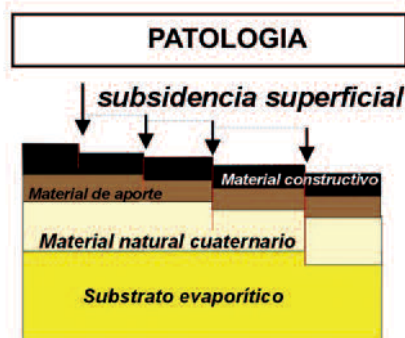 PATOLOGIA
subsidencia superficial
Material constructivo
Material de aporte
Material natural cuaternario
Substrato evaporítico